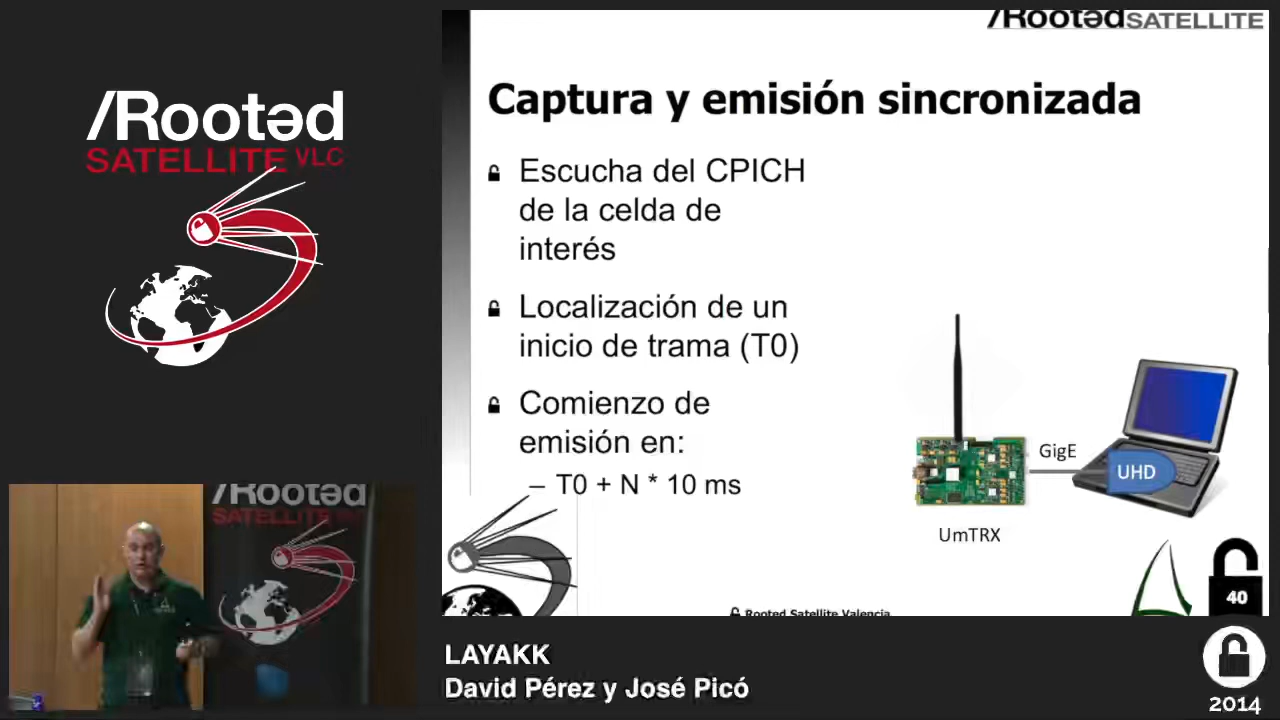 /Rootəd
SATELLITE VLC
/RootədSATELLITE
Captura y emisión sincronizada
Escucha del CPICH
de la celda de
interés
Localización de un
inicio de trama (T0)
Comienzo de
emisión en:
– T0 + N * 10 ms
GigE
UHD
UmTRX
40
Rooted Satellite Valencia
/Rootəd
SATELLITE
LAYAKK
David Pérez y José Picó
2014